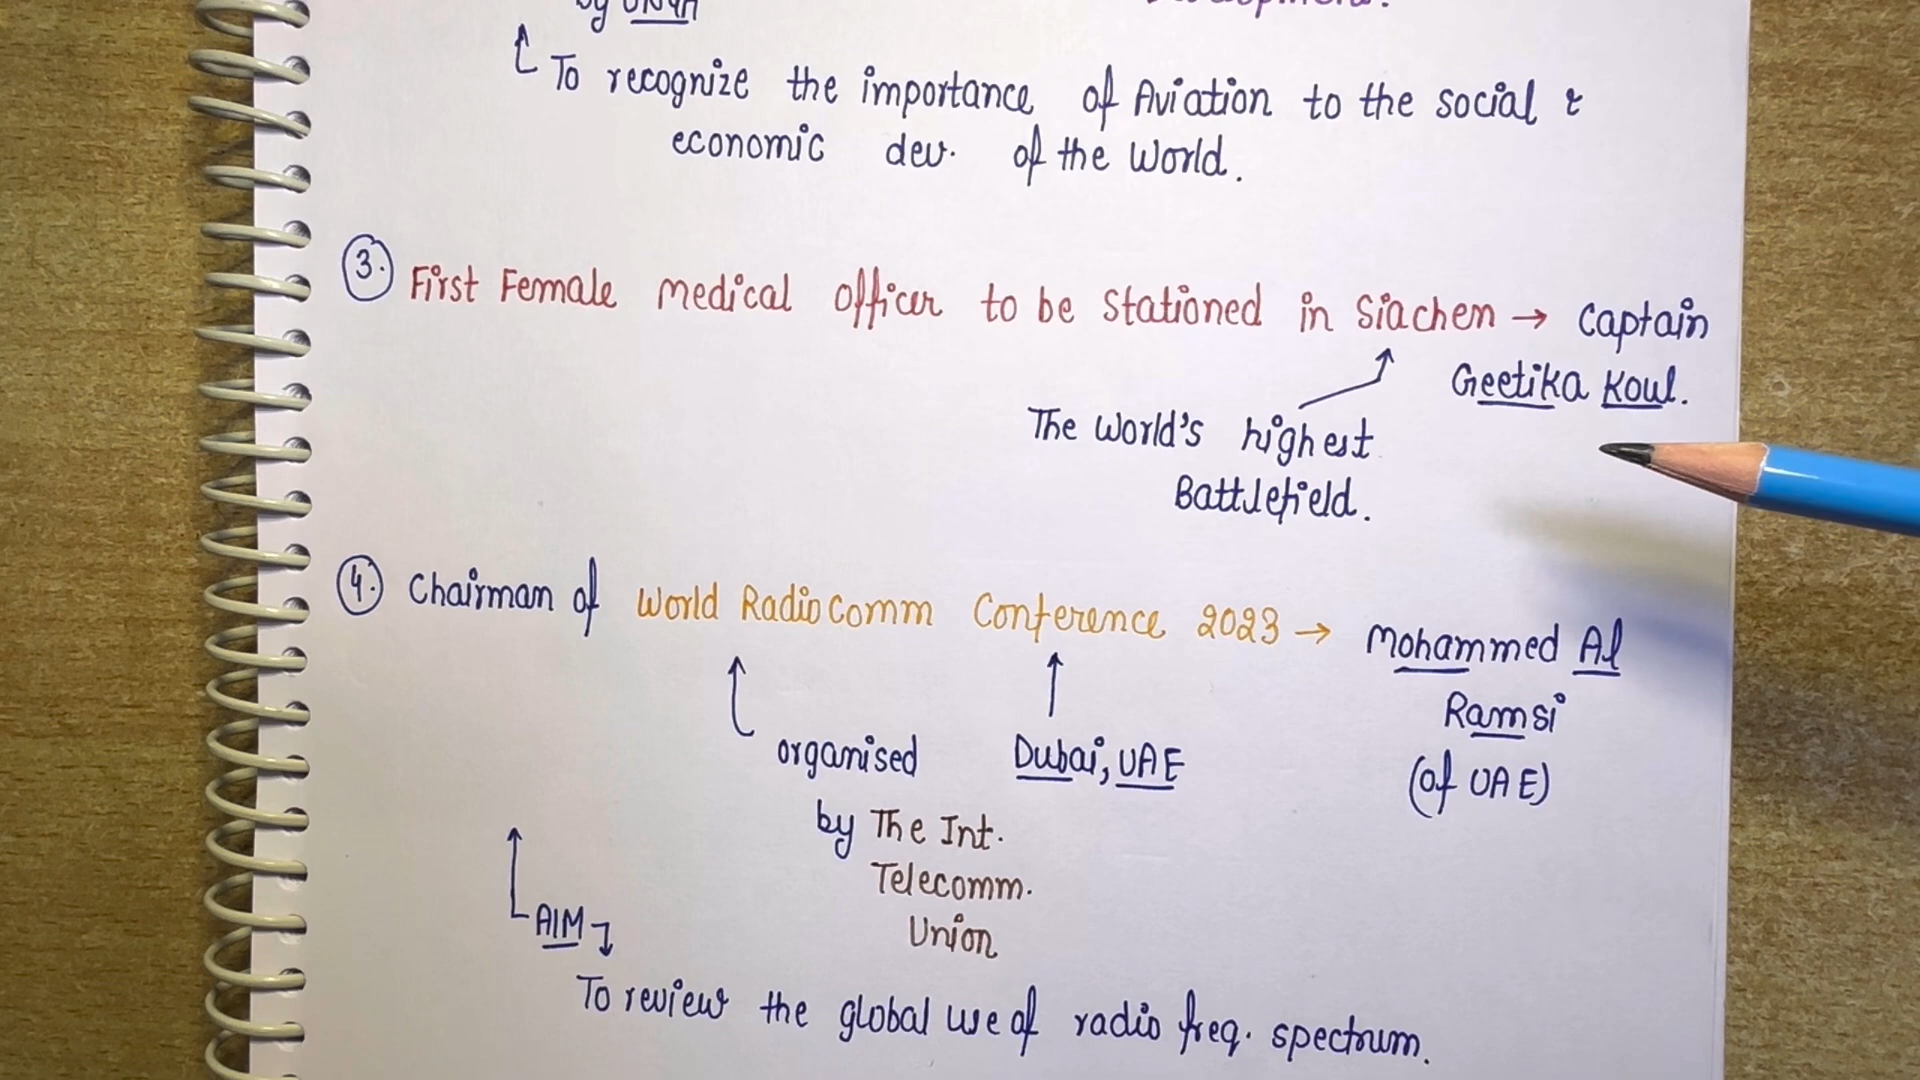 by UNGA
To recognize the importance of Aviation to the social &
economic dev. of the World.
3. First Female medical officer to be stationed in Siachen → Captain
Geetika Koul.
The World's highest
Battlefield.
4. Chairman of World Radiocomm Conference 2023 → Mohammed Al
Ramsi
(of UAE)
organised
by The Int.
Telecomm.
Union
Dubai, UAE
AIM
To review the global use of radio freq. spectrum.